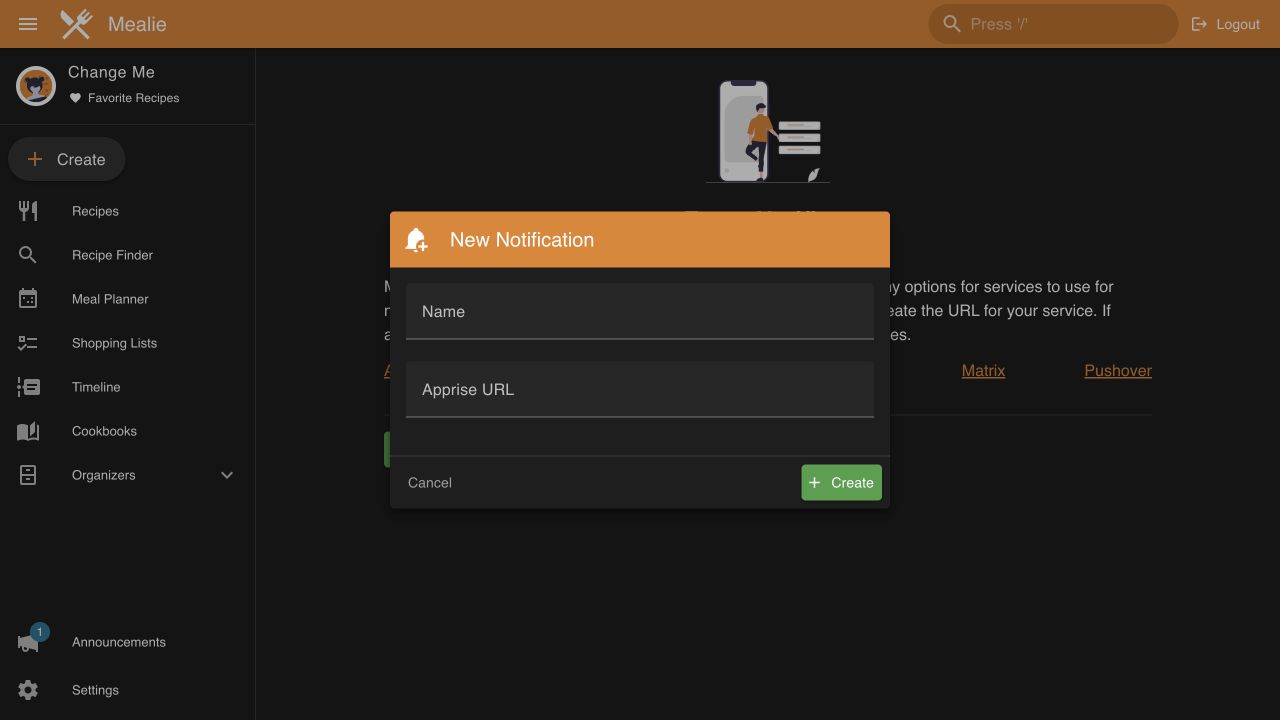 Mealie
Press '/'
Logout
Change Me
Favorite Recipes
Create
Recipes
Recipe Finder
Meal Planner
Shopping Lists
Timeline
Cookbooks
Organizers
1
Announcements
Settings
New Notification
Name
Apprise URL
Cancel
Create
options for services to use for
the URL for your service. If
Matrix
Pushover